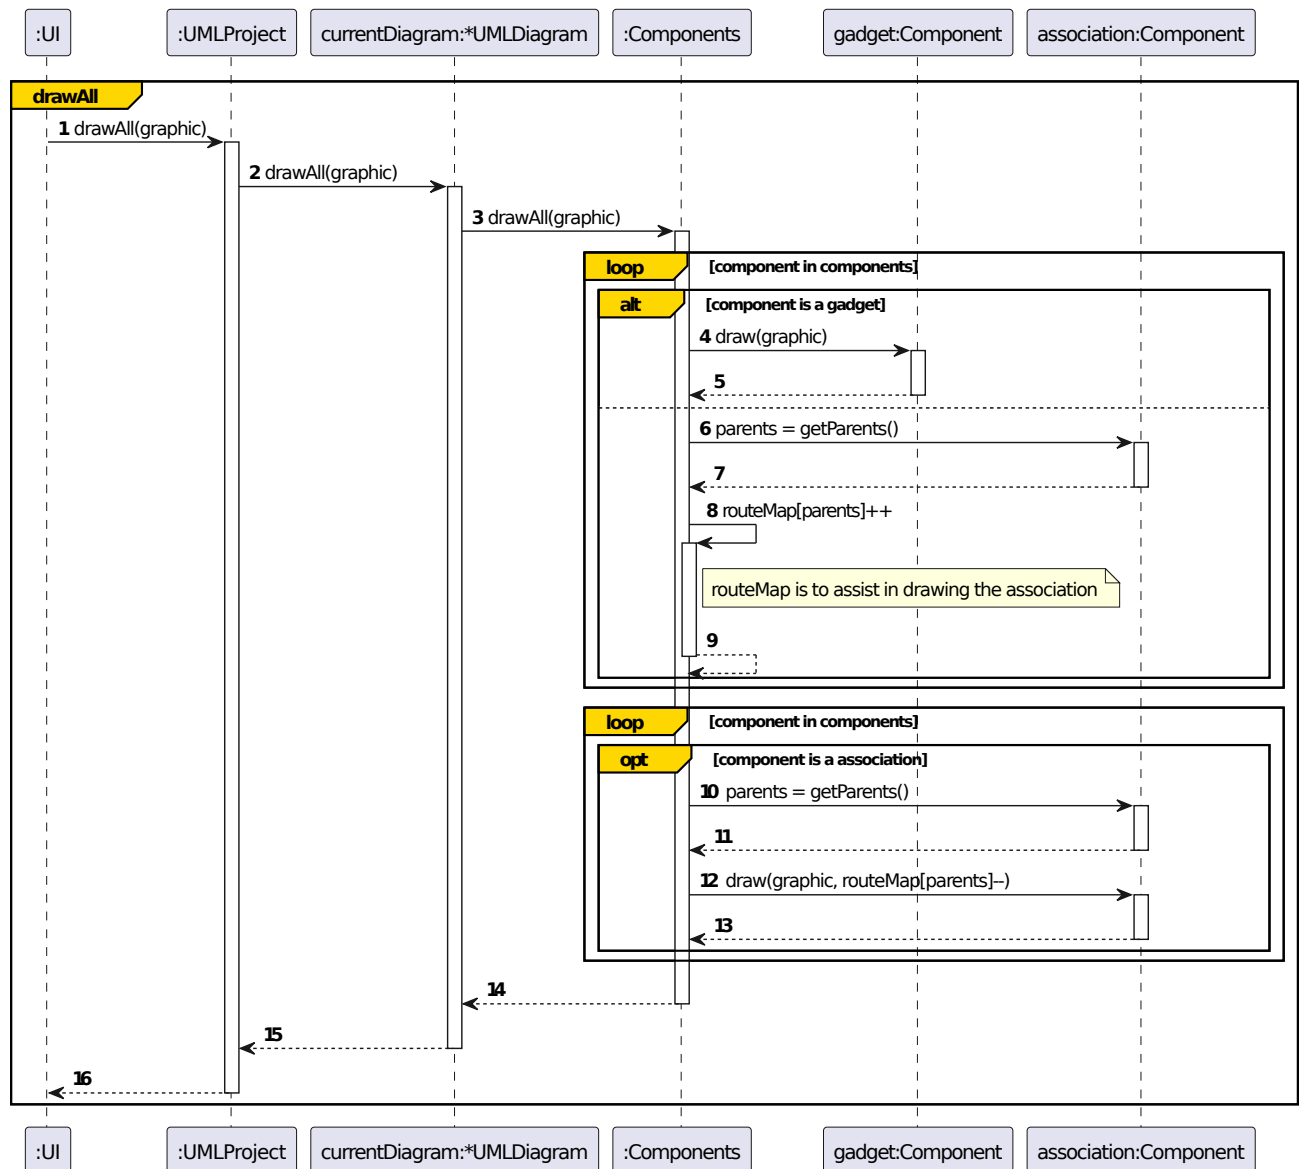 :UI
:UMLProject
currentDiagram:*UMLDiagram
:Components
gadget:Component
association:Component
drawAll
1 drawAll(graphic)
2 drawAll(graphic)
3 drawAll(graphic)
loop [component in components]
alt [component is a gadget]
4 draw(graphic)
5
6 parents = getParents()
7
8 routeMap[parents]++
routeMap is to assist in drawing the association
9
loop [component in components]
opt [component is a association]
10 parents = getParents()
11
12 draw(graphic, routeMap[parents]--)
13
14
15
16
:UI
:UMLProject
currentDiagram:*UMLDiagram
:Components
gadget:Component
association:Component